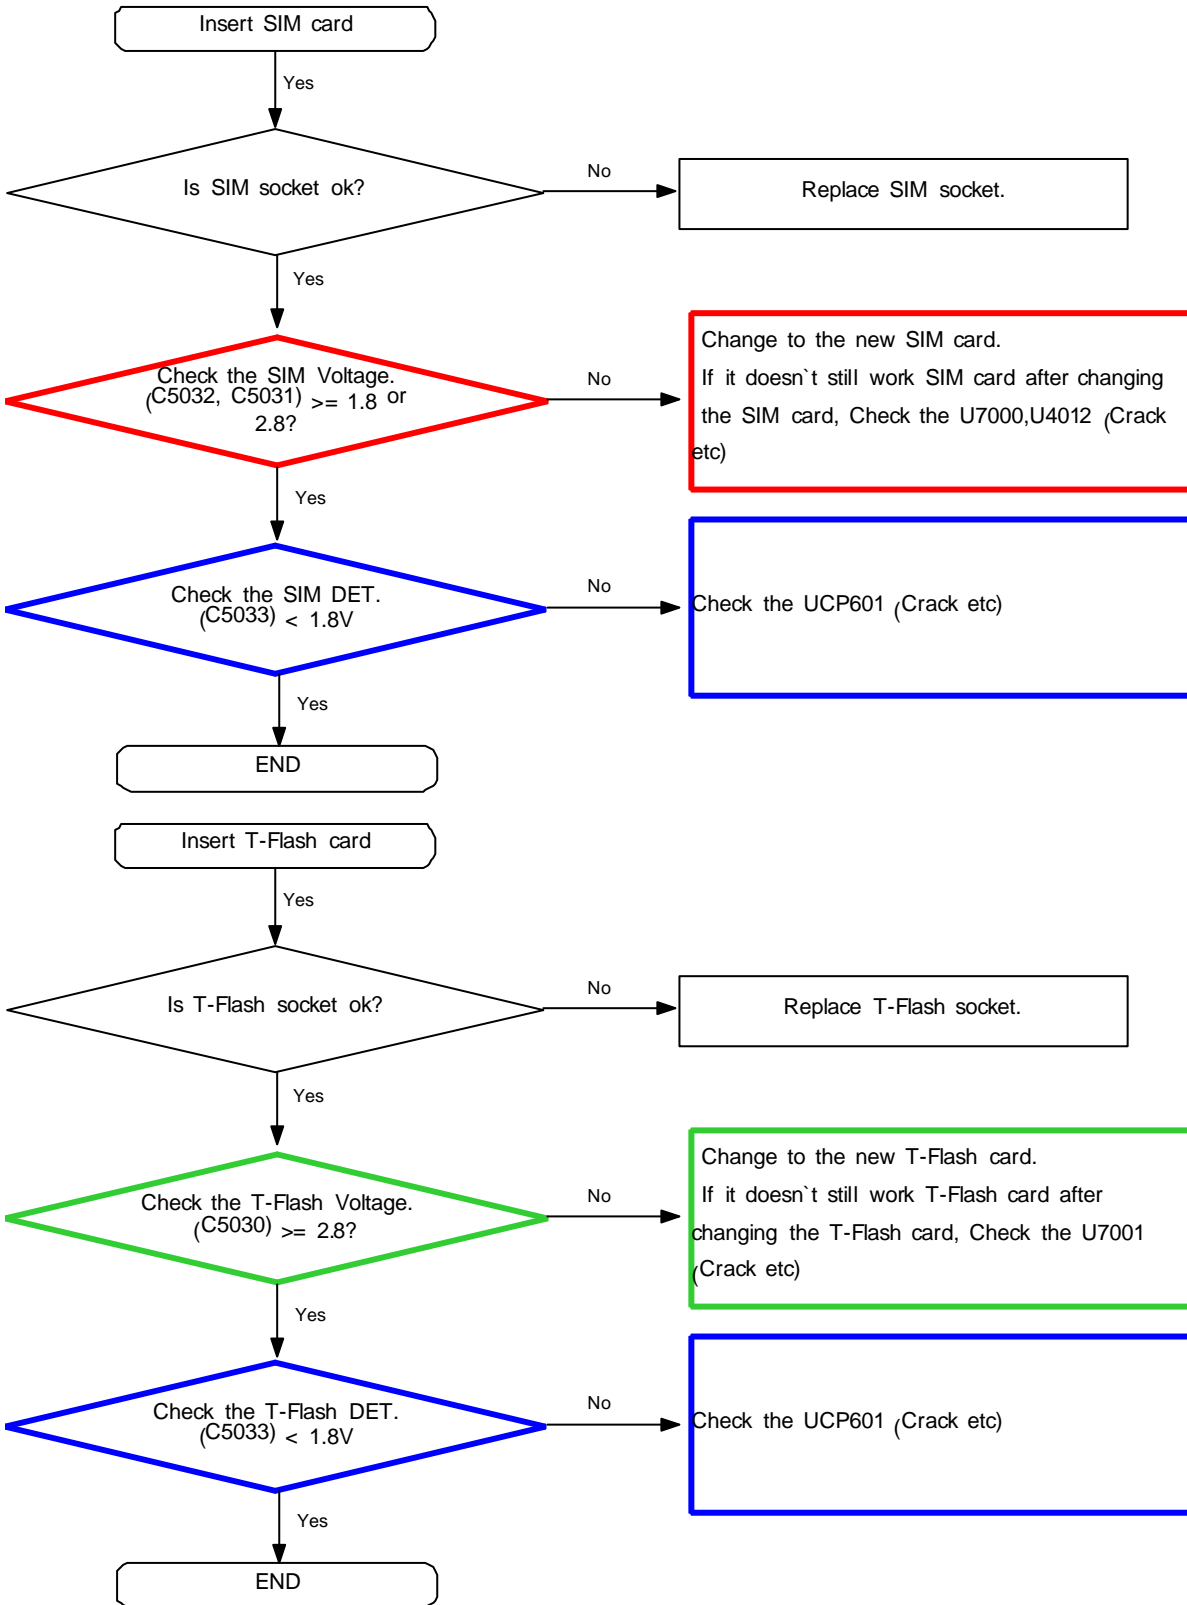 Insert SIM card
Yes
Is SIM socket ok?
No
Replace SIM socket.
Yes
Check the SIM Voltage.
(C5032, C5031) >= 1.8 or
2.8?
No
Change to the new SIM card.
If it doesn`t still work SIM card after changing
the SIM card, Check the U7000,U4012 (Crack
etc)
Yes
Check the SIM DET.
(C5033) < 1.8V
No
Check the UCP601 (Crack etc)
Yes
END
Insert T-Flash card
Yes
Is T-Flash socket ok?
No
Replace T-Flash socket.
Yes
Check the T-Flash Voltage.
(C5030) >= 2.8?
No
Change to the new T-Flash card.
If it doesn`t still work T-Flash card after
changing the T-Flash card, Check the U7001
(Crack etc)
Yes
Check the T-Flash DET.
(C5033) < 1.8V
No
Check the UCP601 (Crack etc)
Yes
END